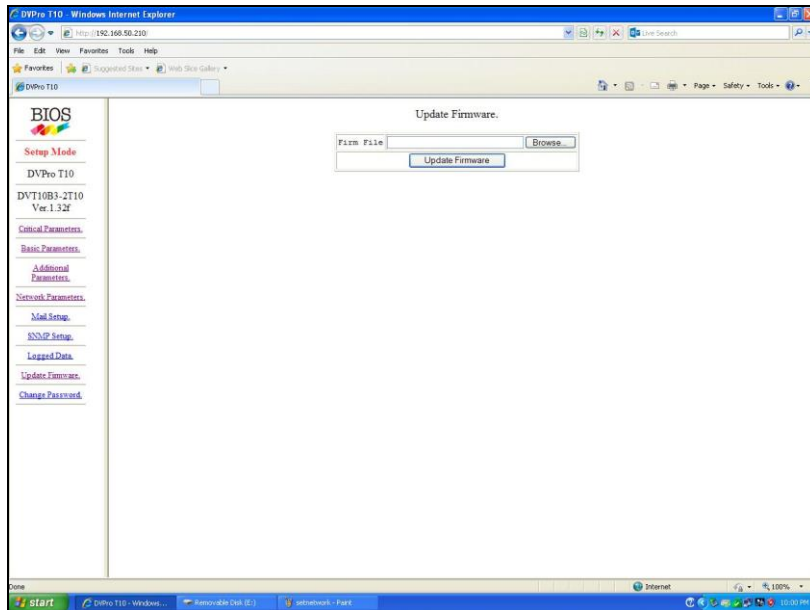 DVPro T10 - Windows Internet Explorer
http://192.168.50.210/
Live Search
File Edit View Favorites Tools Help
Favorites Suggested Sites Web Slice Gallery
DVPro T10
Page Safety Tools
BIOS
Setup Mode
DVPro T10
DVT10B3-2T10
Ver.1.32f
Critical Parameters.
Basic Parameters.
Additional
Parameters.
Network Parameters.
Mail Setup.
SNMP Setup.
Logged Data.
Update Firmware.
Change Password.
Update Firmware.
Firm File Browse...
Update Firmware
Done Internet 100%
start DVPro T10 - Windows... Removable Disk (E:) setnetwork - Paint 10:00 PM